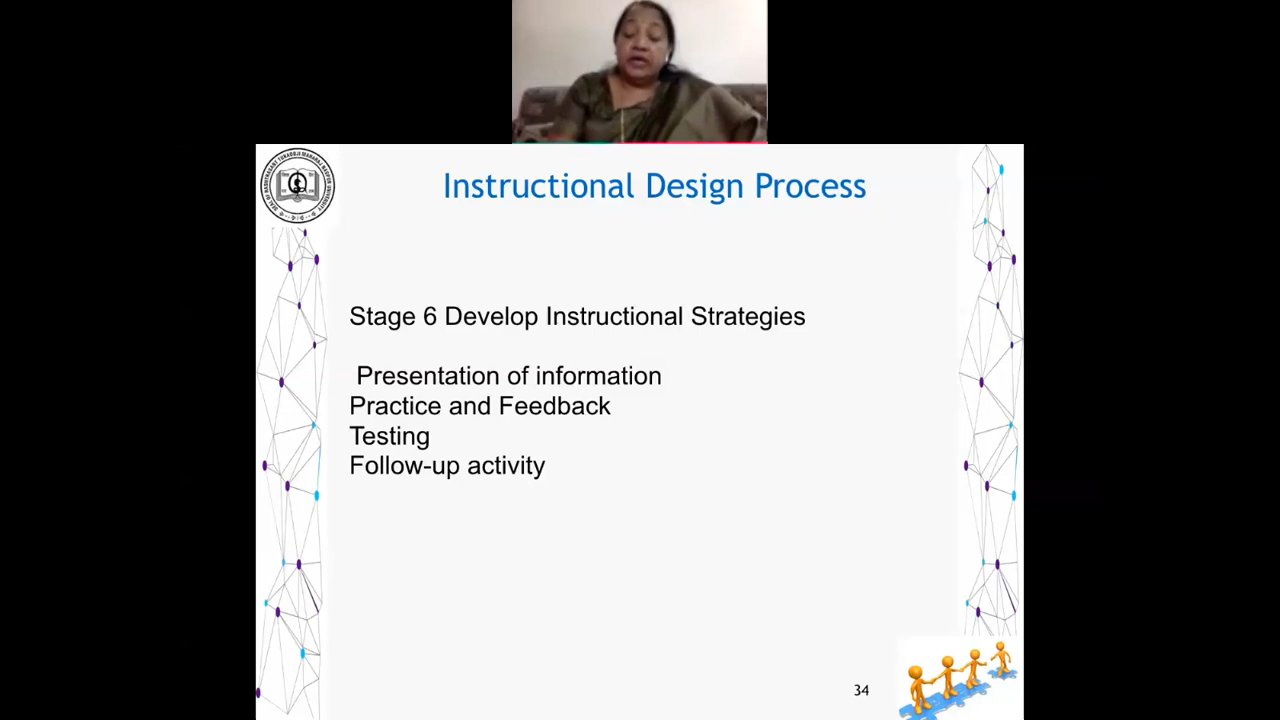 Instructional Design Process
Stage 6 Develop Instructional Strategies
Presentation of information
Practice and Feedback
Testing
Follow-up activity
34